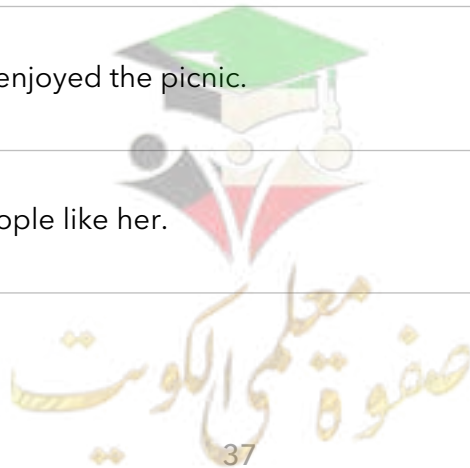 enjoyed the picnic.
ople like her.
صفوة معلمي الكويت
37